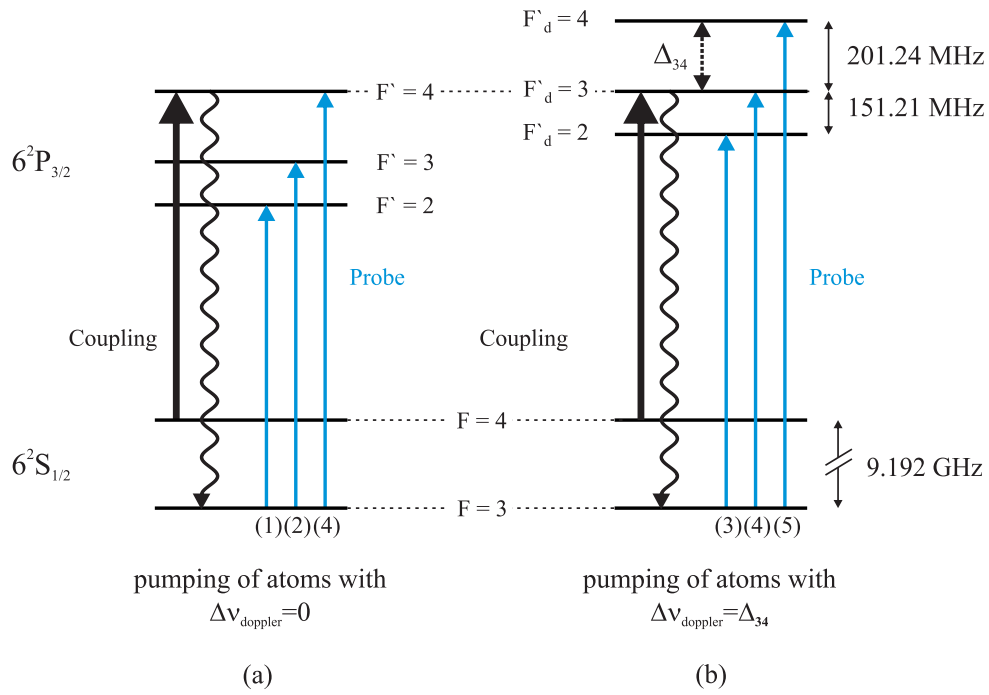 F`d = 4
Δ34
201.24 MHz
F` = 4
F`d = 3
151.21 MHz
F`d = 2
6²P3/2
F` = 3
F` = 2
Probe
Probe
Coupling
Coupling
F = 4
6²S1/2
9.192 GHz
F = 3
(1)(2)(4)
(3)(4)(5)
pumping of atoms with
Δνdoppler=0
pumping of atoms with
Δνdoppler=Δ34
(a)
(b)